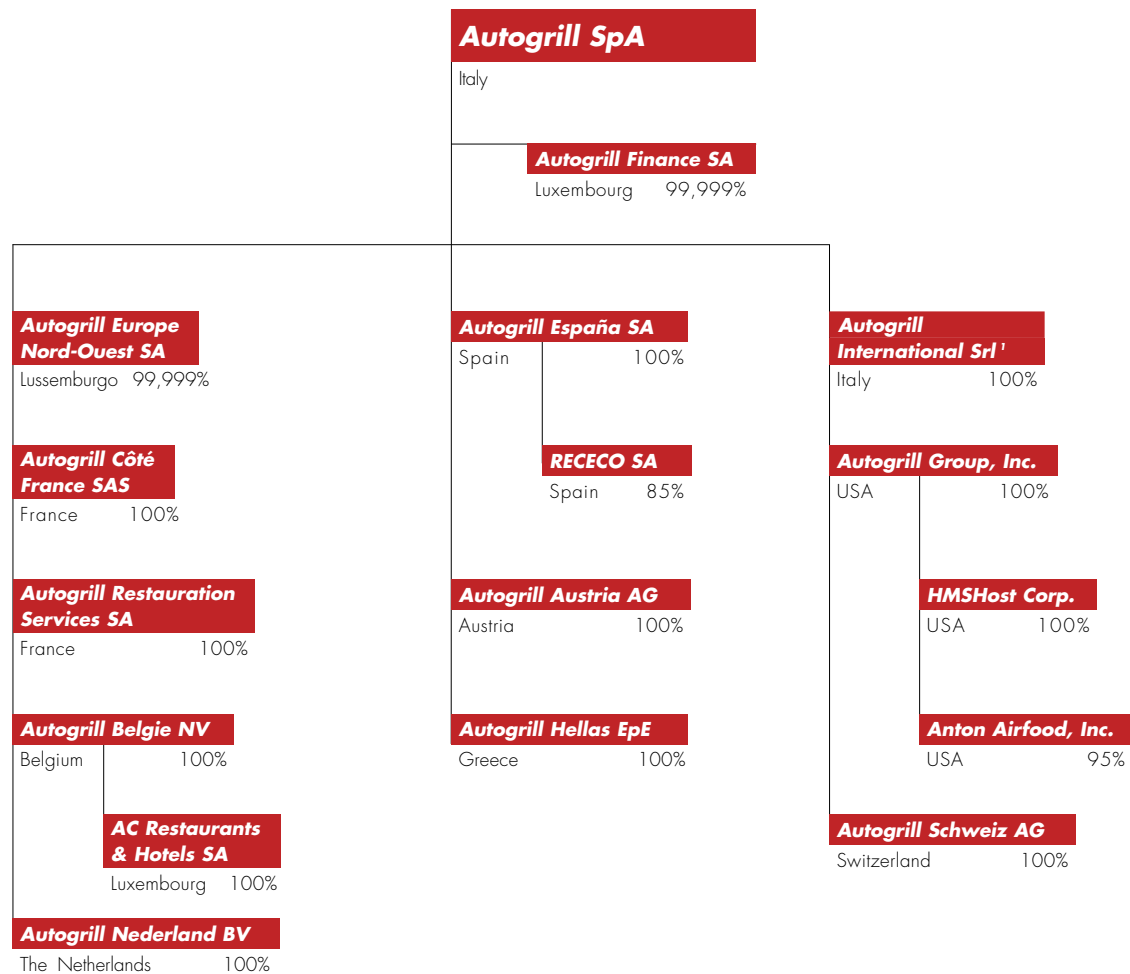 Autogrill SpA
Italy
Autogrill Finance SA
Luxembourg 99,999%
Autogrill Europe
Nord-Ouest SA
Lussemburgo 99,999%
Autogrill Côté
France SAS
France 100%
Autogrill Restauration
Services SA
France 100%
Autogrill Belgie NV
Belgium 100%
AC Restaurants
& Hotels SA
Luxembourg 100%
Autogrill Nederland BV
The Netherlands 100%
Autogrill España SA
Spain 100%
RECECO SA
Spain 85%
Autogrill Austria AG
Austria 100%
Autogrill Hellas EpE
Greece 100%
Autogrill
International Srl ¹
Italy 100%
Autogrill Group, Inc.
USA 100%
HMSHost Corp.
USA 100%
Anton Airfood, Inc.
USA 95%
Autogrill Schweiz AG
Switzerland 100%